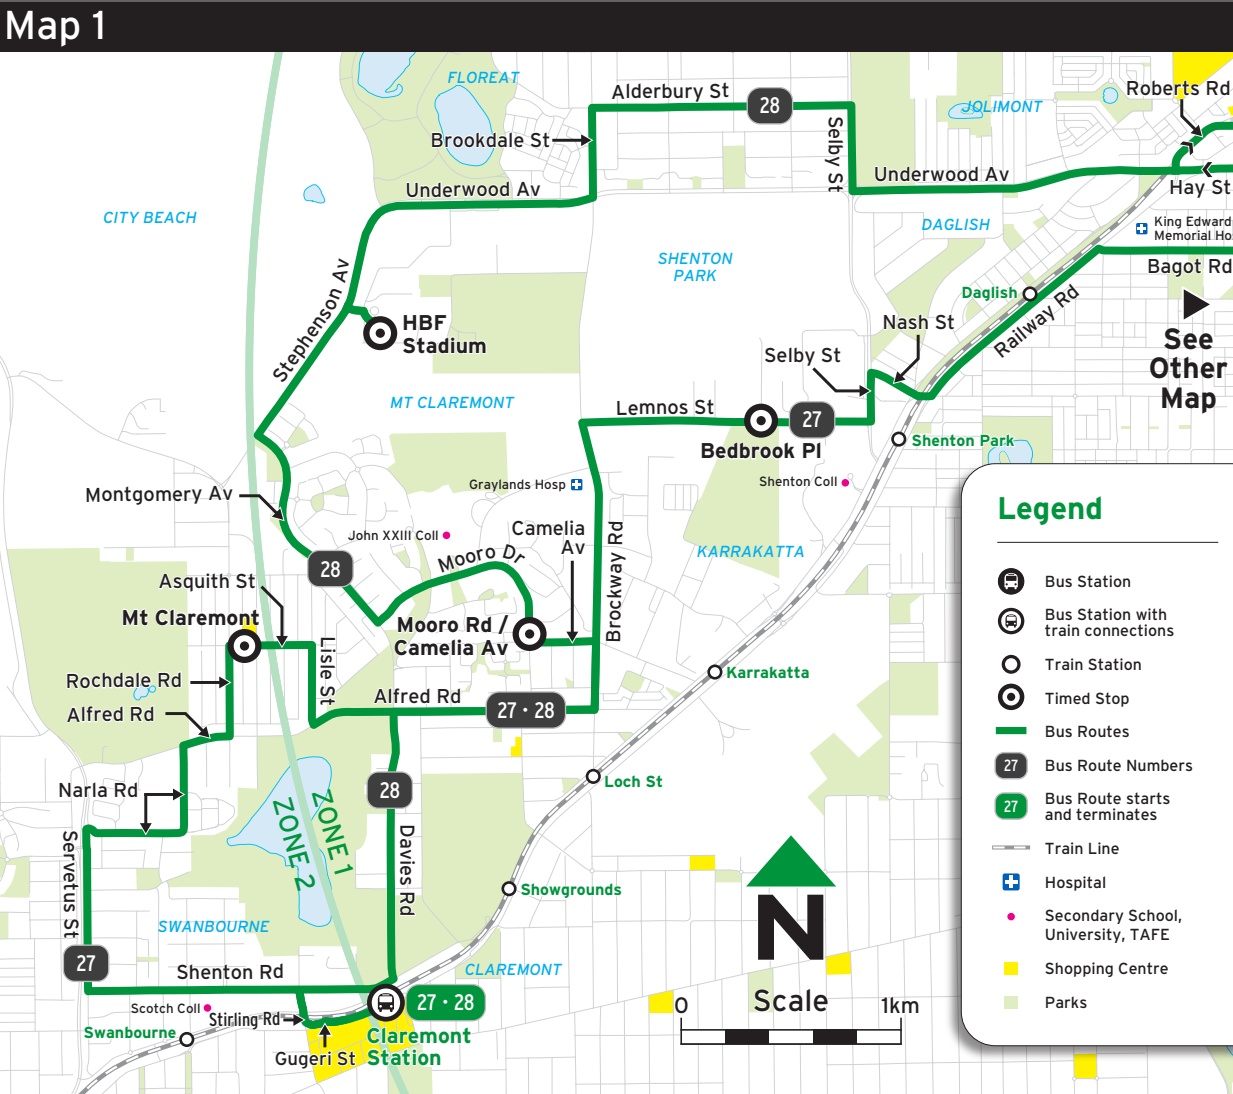 Map 1
FLOREAT
Alderbury St
28
JOLIMONT
Roberts Rd
Brookdale St
Selby St
Underwood Av
Underwood Av
Hay St
CITY BEACH
DAGLISH
King Edward
Memorial Ho
SHENTON
PARK
Bagot Rd
Stephenson Av
Daglish
Railway Rd
HBF
Stadium
Nash St
See
Other
Map
Selby St
MT CLAREMONT
Lemnos St
27
Bedbrook Pl
Shenton Park
Montgomery Av
Graylands Hosp
Shenton Coll
John XXIII Coll
Camelia
Av
Mooro Dr
Brockway Rd
KARRAKATTA
28
Asquith St
Mt Claremont
Mooro Rd /
Camelia Av
Lisle St
Rochdale Rd
Alfred Rd
Karrakatta
Alfred Rd
27 · 28
Narla Rd
28
Loch St
ZONE 1
ZONE 2
Servetus St
Davies Rd
Showgrounds
SWANBOURNE
27
Shenton Rd
CLAREMONT
Scotch Coll
Stirling Rd
27 · 28
Swanbourne
Claremont
Station
Gugeri St
N
0
Scale
1km
Legend
Bus Station
Bus Station with
train connections
Train Station
Timed Stop
Bus Routes
27
Bus Route Numbers
27
Bus Route starts
and terminates
Train Line
Hospital
Secondary School,
University, TAFE
Shopping Centre
Parks